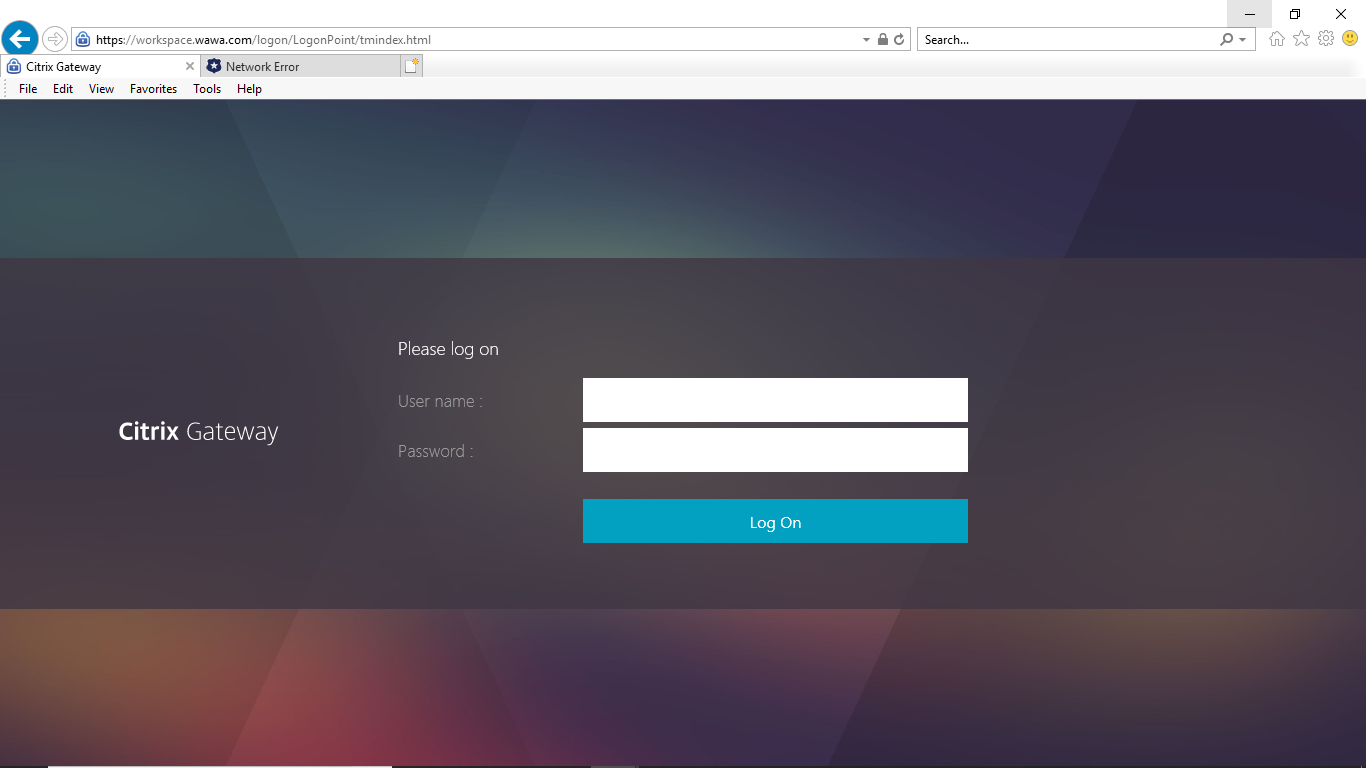 https://workspace.wawa.com/logon/LogonPoint/tmindex.html
Search...
Citrix Gateway
Network Error
File Edit View Favorites Tools Help
Please log on
User name :
Citrix Gateway
Password :
Log On